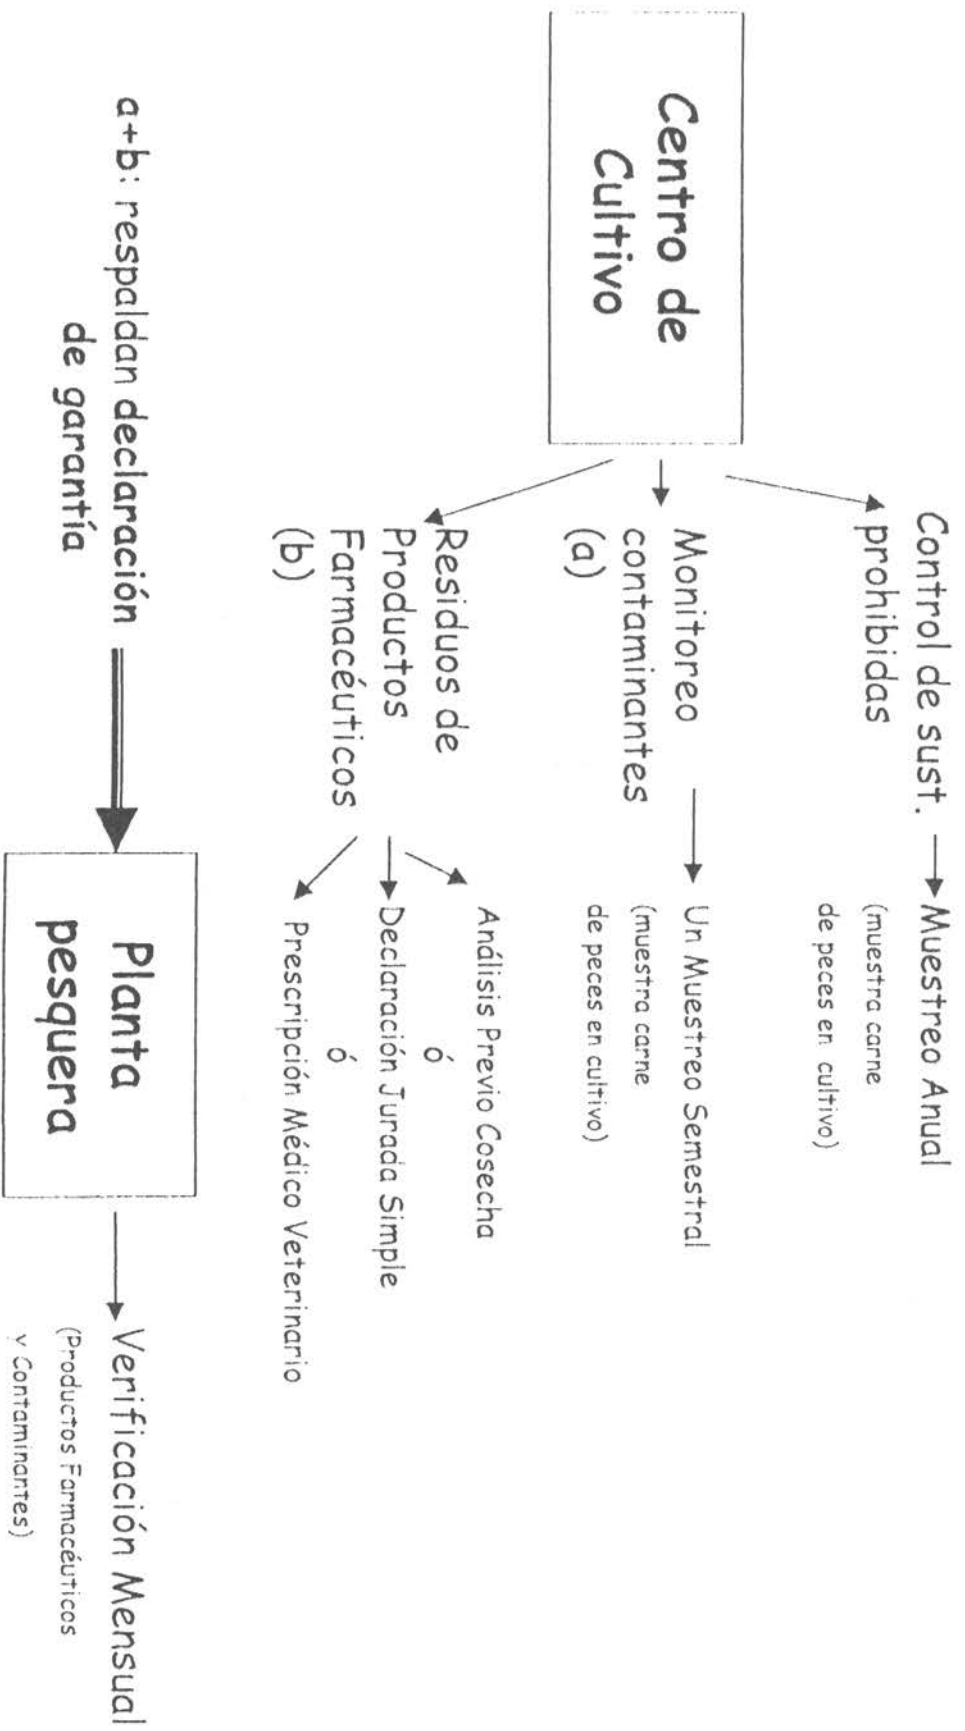 Centro de
Cultivo
Control de sust.
prohibidas
Muestreo Anual
(muestra carne
de peces en cultivo)
Monitoreo
contaminantes
(a)
Un Muestreo Semestral
(muestra carne
de peces en cultivo)
Residuos de
Productos
Farmacéuticos
(b)
Análisis Previo Cosecha
ó
Declaración Jurada Simple
ó
Prescripción Médico Veterinario
a+b: respaldan declaración
de garantía
Planta
pesquera
Verificación Mensual
(Productos Farmacéuticos
y Contaminantes)